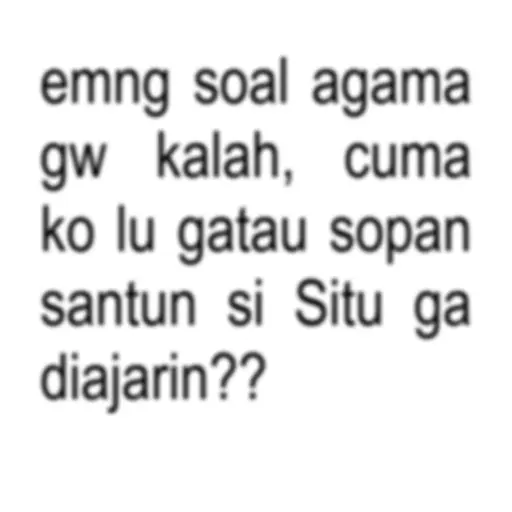 emng soal agama
gw kalah, cuma
ko lu gatau sopan
santun si Situ ga
diajarin??